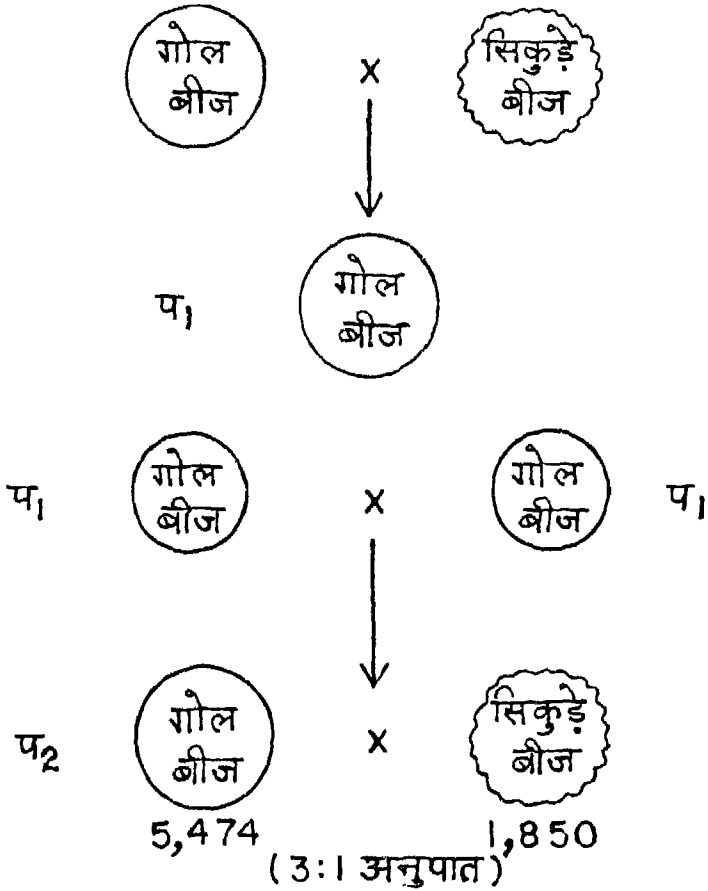 गोल सिकुड़े
बीज x बीज
प₁ गोल
बीज
गोल गोल
प₁ बीज x बीज प₁
गोल सिकुड़े
प₂ बीज x बीज
5,474 1,850
(3:1 अनुपात)